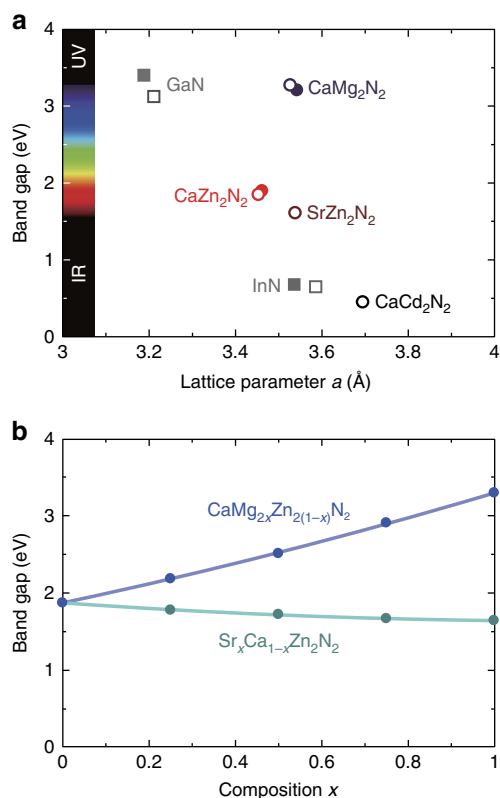 a
4
3
2
1
0
UV
IR
Band gap (eV)
GaN
CaMg₂N₂
CaZn₂N₂
SrZn₂N₂
InN
CaCd₂N₂
3 3.2 3.4 3.6 3.8 4
Lattice parameter a (Å)
b
4
3
2
1
0
Band gap (eV)
CaMg₂ₓZn₂₍₁₋ₓ₎N₂
SrₓCa₁₋ₓZn₂N₂
0 0.2 0.4 0.6 0.8 1
Composition x